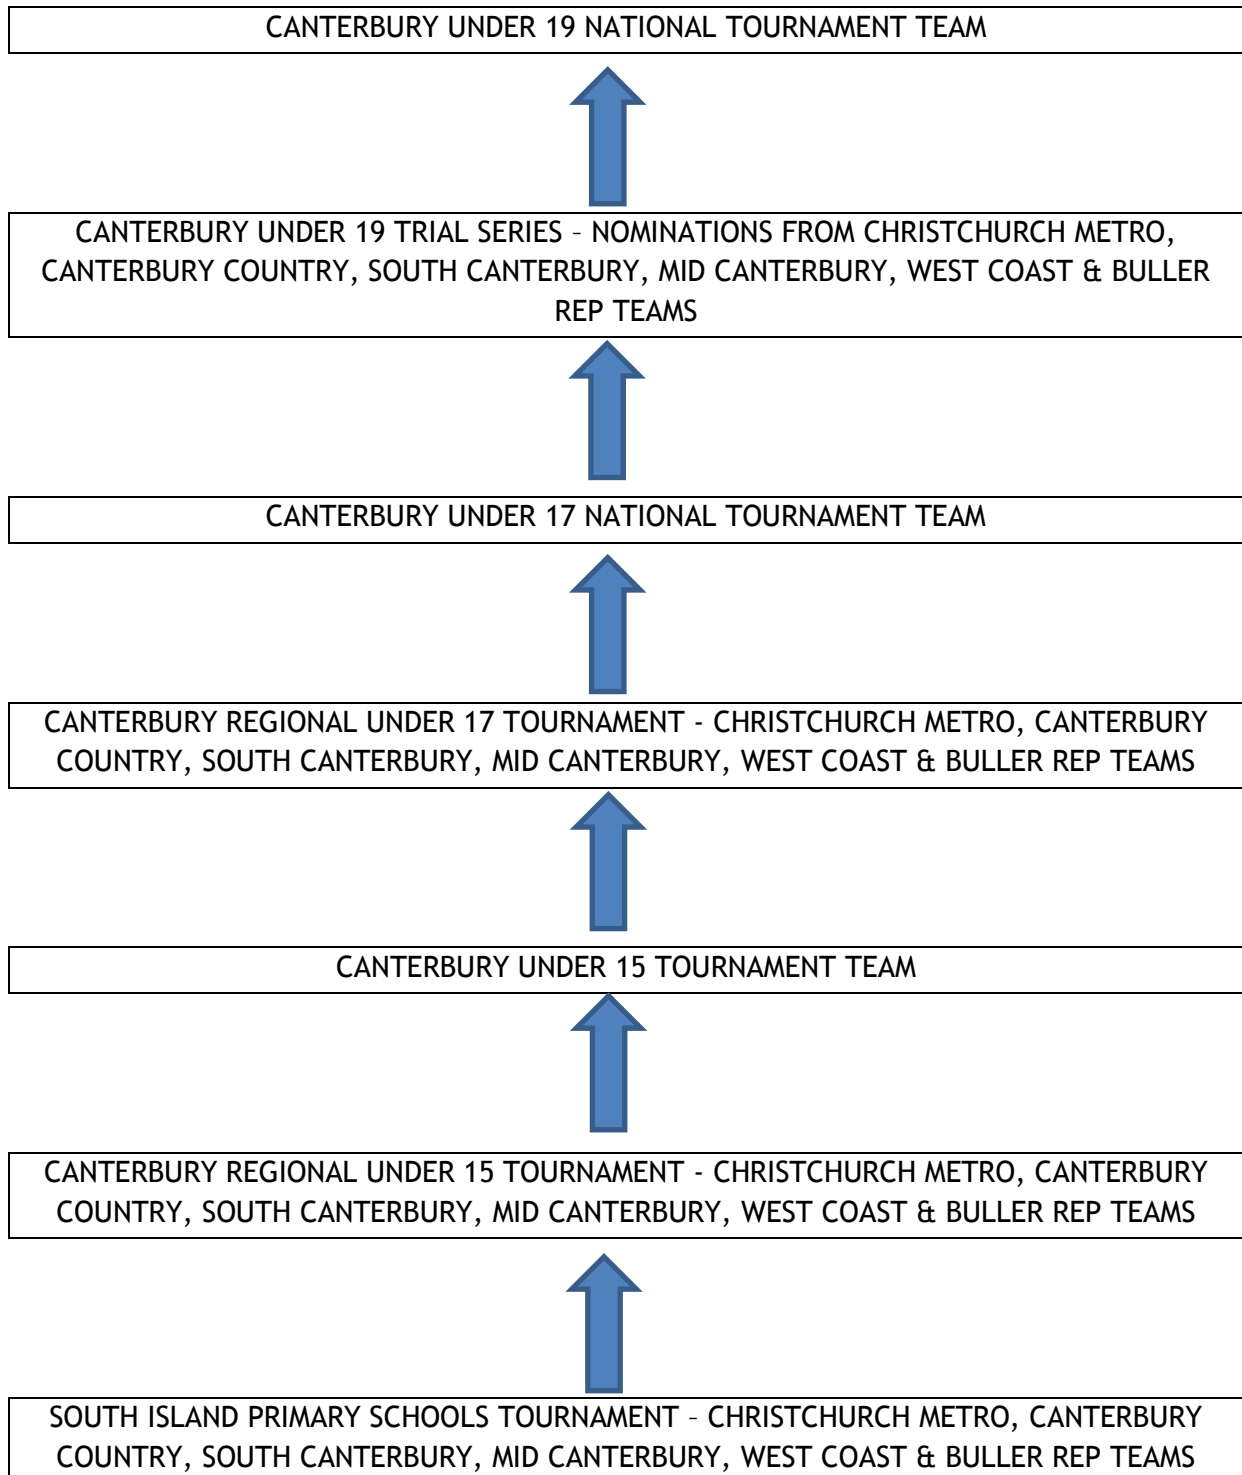 CANTERBURY UNDER 19 NATIONAL TOURNAMENT TEAM
CANTERBURY UNDER 19 TRIAL SERIES – NOMINATIONS FROM CHRISTCHURCH METRO,
CANTERBURY COUNTRY, SOUTH CANTERBURY, MID CANTERBURY, WEST COAST & BULLER
REP TEAMS
CANTERBURY UNDER 17 NATIONAL TOURNAMENT TEAM
CANTERBURY REGIONAL UNDER 17 TOURNAMENT - CHRISTCHURCH METRO, CANTERBURY
COUNTRY, SOUTH CANTERBURY, MID CANTERBURY, WEST COAST & BULLER REP TEAMS
CANTERBURY UNDER 15 TOURNAMENT TEAM
CANTERBURY REGIONAL UNDER 15 TOURNAMENT - CHRISTCHURCH METRO, CANTERBURY
COUNTRY, SOUTH CANTERBURY, MID CANTERBURY, WEST COAST & BULLER REP TEAMS
SOUTH ISLAND PRIMARY SCHOOLS TOURNAMENT – CHRISTCHURCH METRO, CANTERBURY
COUNTRY, SOUTH CANTERBURY, MID CANTERBURY, WEST COAST & BULLER REP TEAMS